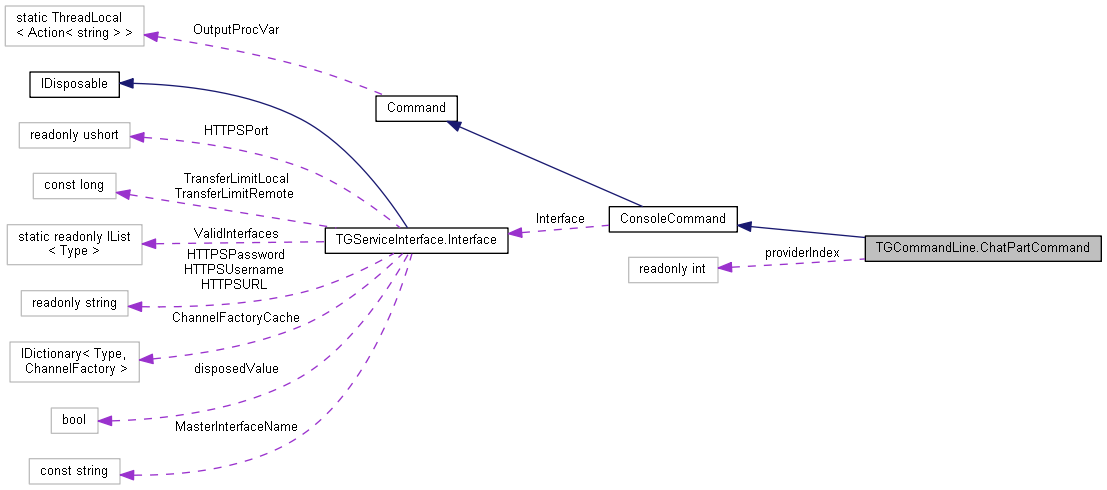 static ThreadLocal
< Action< string > >
OutputProcVar
IDisposable
Command
readonly ushort
HTTPSPort
const long
TransferLimitLocal
TransferLimitRemote
static readonly IList
< Type >
ValidInterfaces
TGServiceInterface.Interface
Interface
ConsoleCommand
TGCommandLine.ChatPartCommand
providerIndex
readonly int
HTTPSPassword
HTTPSUsername
HTTPSURL
readonly string
ChannelFactoryCache
IDictionary< Type,
ChannelFactory >
disposedValue
bool
MasterInterfaceName
const string